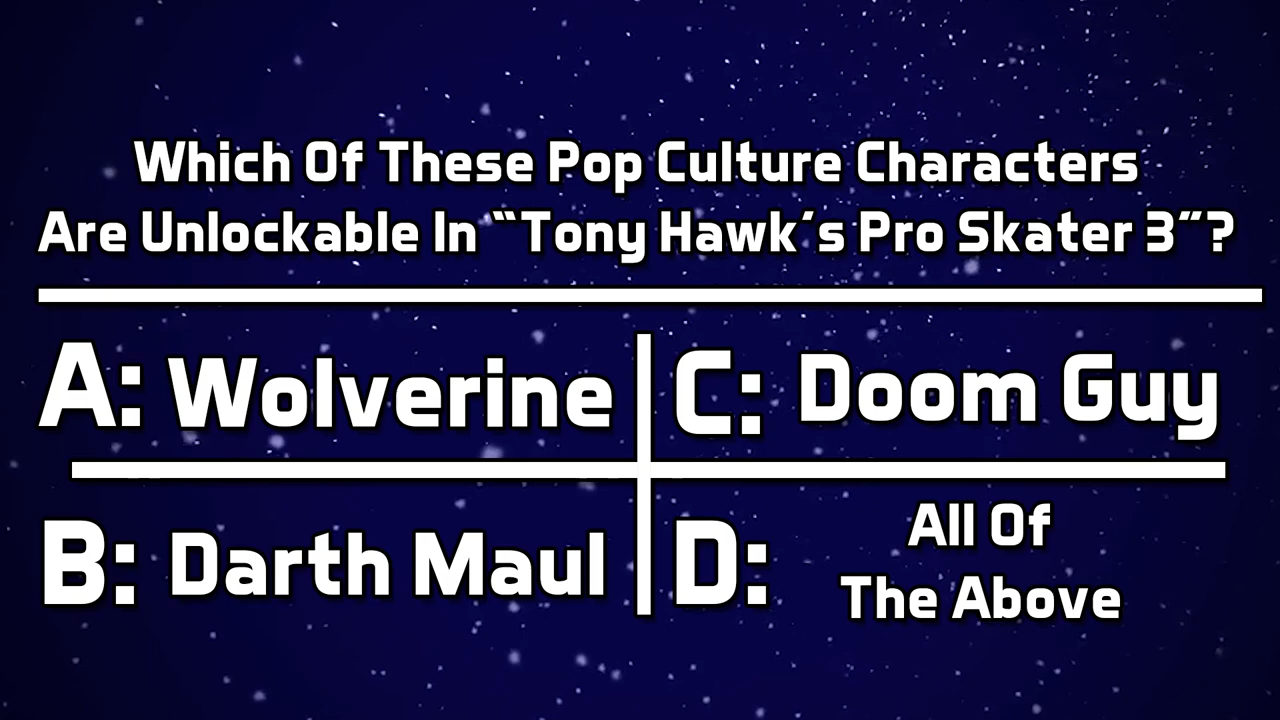 Which Of These Pop Culture Characters
Are Unlockable In “Tony Hawk’s Pro Skater 3”?
A: Wolverine
B: Darth Maul
C: Doom Guy
D: All Of
The Above